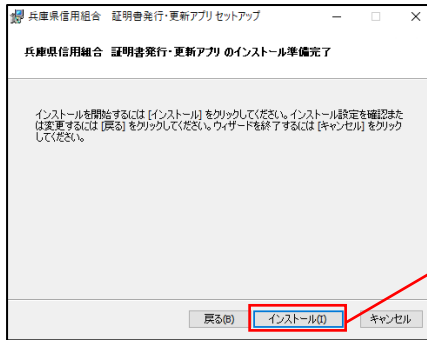 兵庫県信用組合　証明書発行・更新アプリ セットアップ
兵庫県信用組合　証明書発行・更新アプリ のインストール準備完了
インストールを開始するには [インストール] をクリックしてください。インストール設定を確認また
は変更するには [戻る] をクリックしてください。ウィザードを終了するには [キャンセル] をクリック
してください。
戻る(B)
インストール(I)
キャンセル